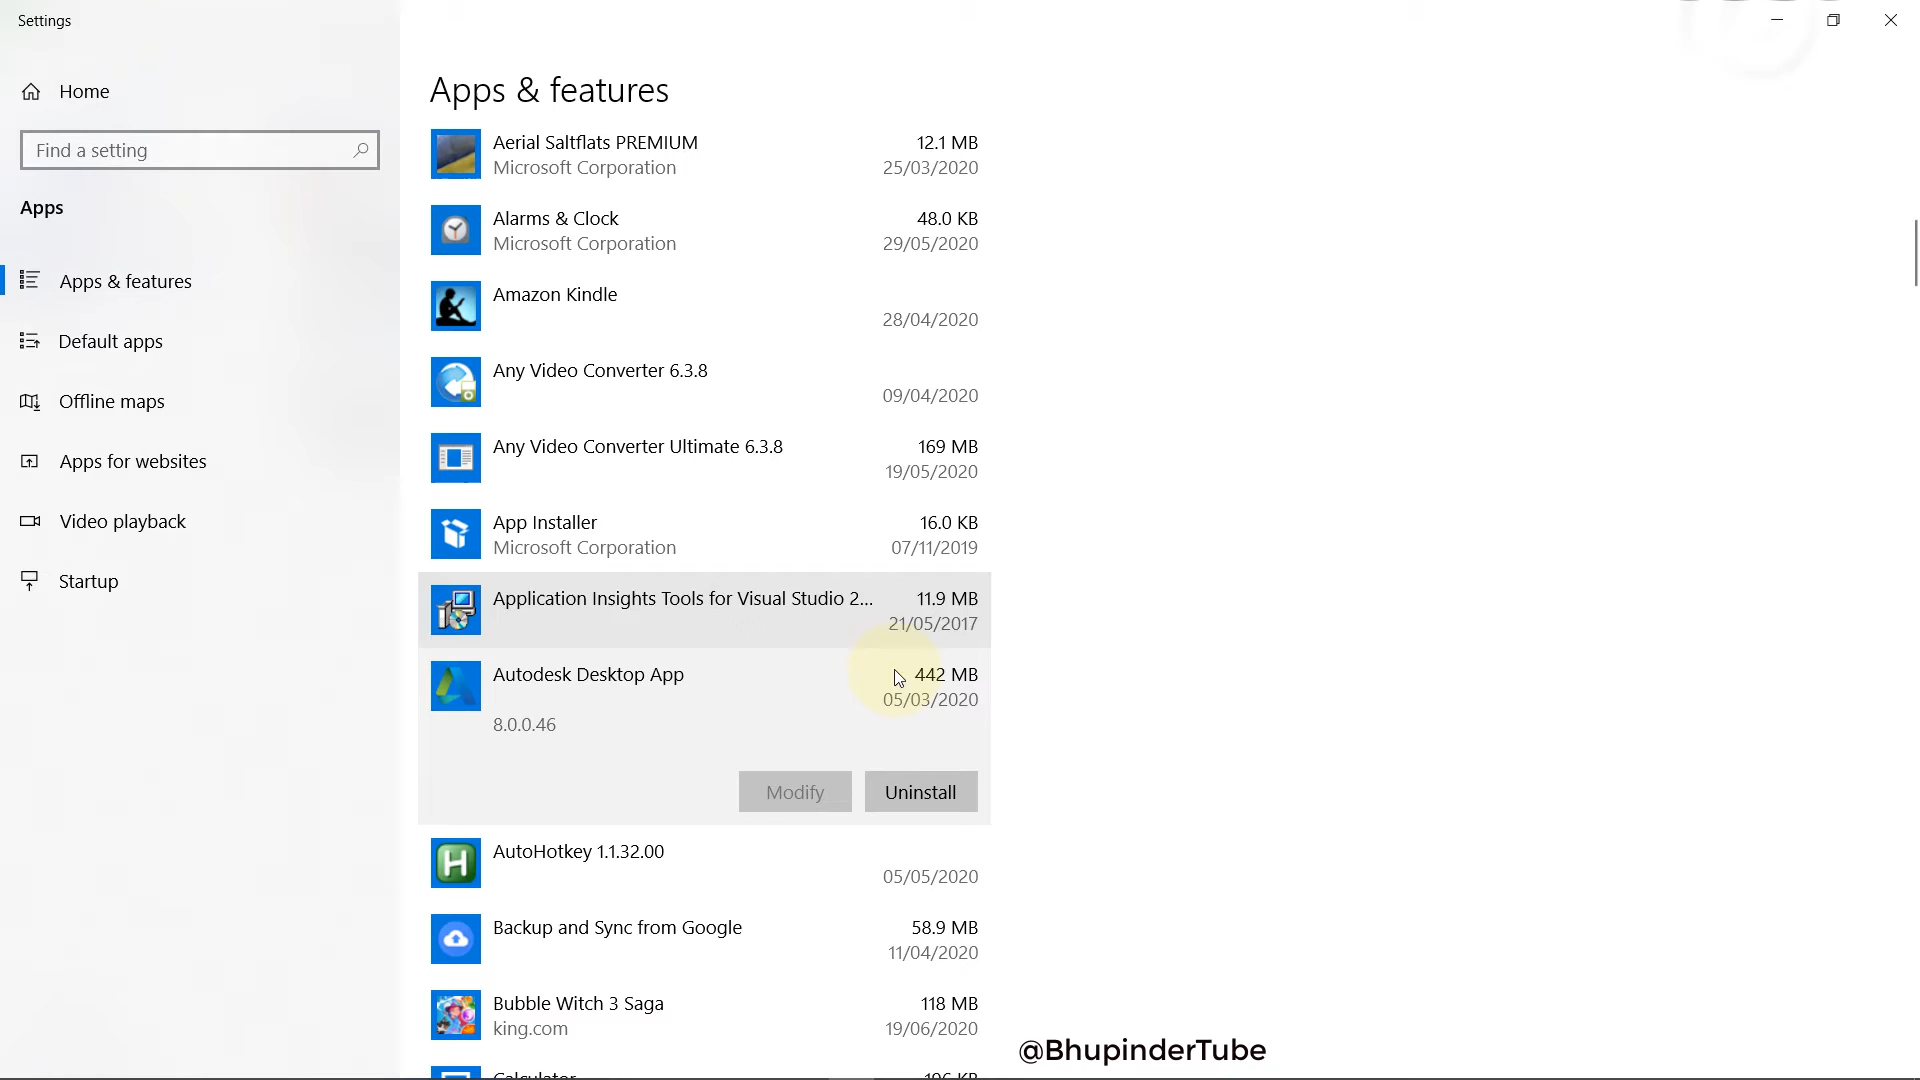 Settings
Home
Find a setting
Apps
Apps & features
Default apps
Offline maps
Apps for websites
Video playback
Startup
Apps & features
Aerial Saltflats PREMIUM 12.1 MB
Microsoft Corporation 25/03/2020
Alarms & Clock 48.0 KB
Microsoft Corporation 29/05/2020
Amazon Kindle
28/04/2020
Any Video Converter 6.3.8
09/04/2020
Any Video Converter Ultimate 6.3.8 169 MB
19/05/2020
App Installer 16.0 KB
Microsoft Corporation 07/11/2019
Application Insights Tools for Visual Studio 2... 11.9 MB
21/05/2017
Autodesk Desktop App 442 MB
05/03/2020
8.0.0.46
Modify Uninstall
AutoHotkey 1.1.32.00
05/05/2020
Backup and Sync from Google 58.9 MB
11/04/2020
Bubble Witch 3 Saga 118 MB
king.com 19/06/2020
Calculator 196 KB
@BhupinderTube